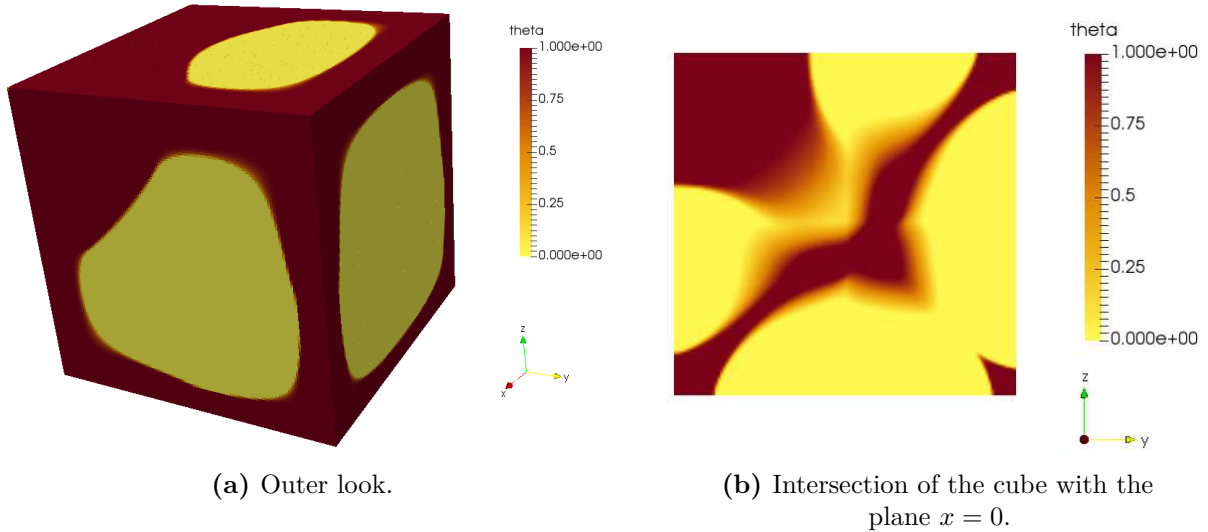 theta
1.000e+00
0.75
0.5
0.25
0.000e+00
z
y
x
(a) Outer look.
theta
1.000e+00
0.75
0.5
0.25
0.000e+00
z
y
(b) Intersection of the cube with the
plane x = 0.